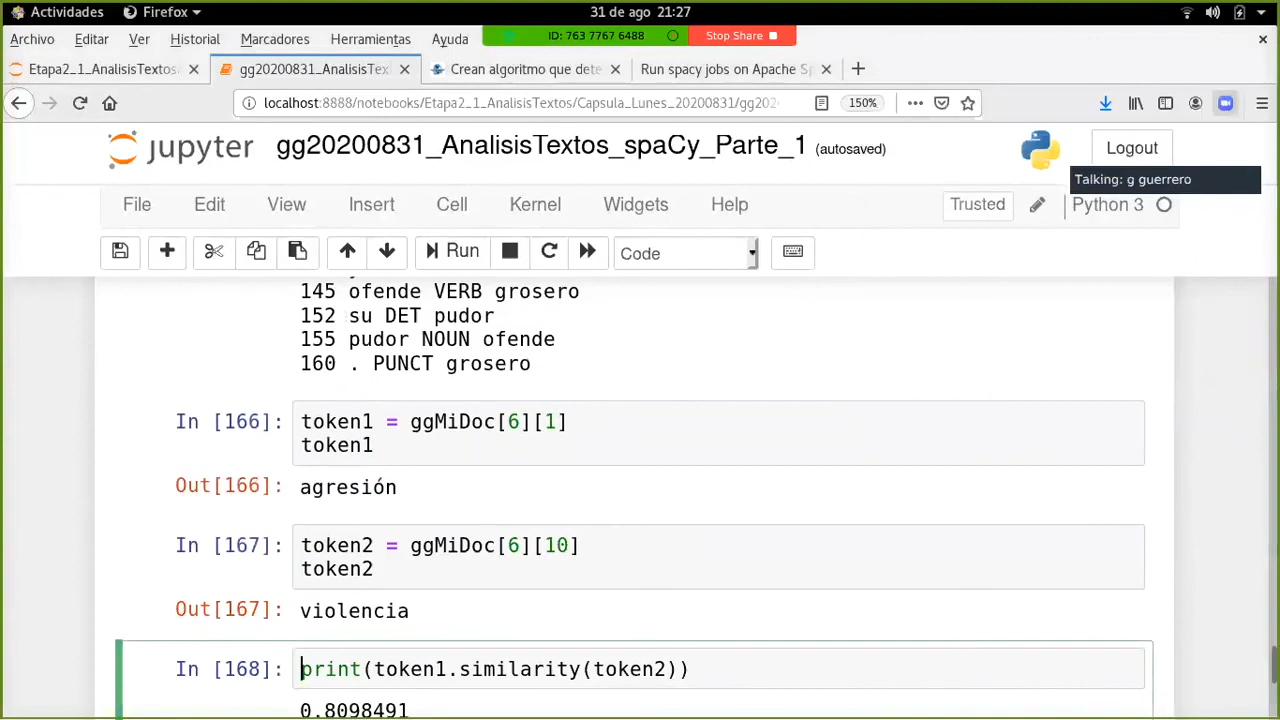 Actividades Firefox 31 de ago 21:27
Archivo Editar Ver Historial Marcadores Herramientas Ayuda ID: 763 7767 6488 Stop Share
Etapa2_1_AnalisisTextos gg20200831_AnalisisTex Crean algoritmo que dete Run spacy jobs on Apache S
localhost:8888/notebooks/Etapa2_1_AnalisisTextos/Capsula_Lunes_20200831/gg202 150%
jupyter gg20200831_AnalisisTextos_spaCy_Parte_1 (autosaved) Logout
Talking: g guerrero
File Edit View Insert Cell Kernel Widgets Help Trusted Python 3
Run Code
145 ofende VERB grosero
152 su DET pudor
155 pudor NOUN ofende
160 . PUNCT grosero
In [166]: token1 = ggMiDoc[6][1]
token1
Out[166]: agresión
In [167]: token2 = ggMiDoc[6][10]
token2
Out[167]: violencia
In [168]: print(token1.similarity(token2))
0.8098491